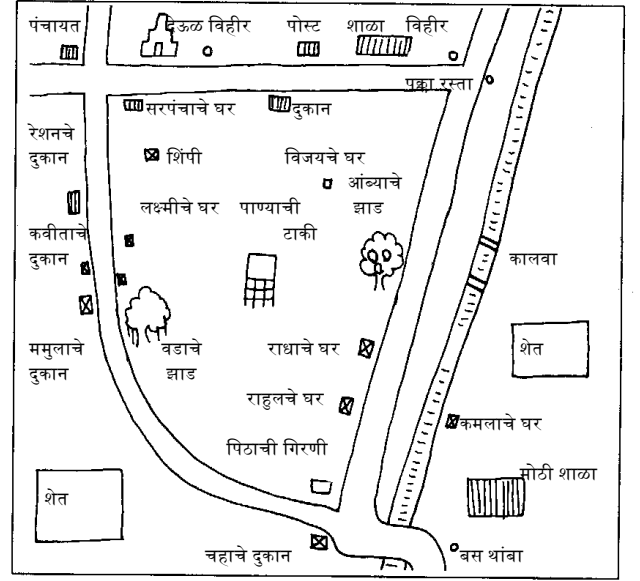 पंचायत
देऊळ विहीर
पोस्ट
शाळा
विहीर
पक्का रस्ता
सरपंचाचे घर
दुकान
रेशनचे
दुकान
शिंपी
विजयचे घर
आंब्याचे
झाड
लक्ष्मीचे घर
पाण्याची
टाकी
कवीताचे
दुकान
कालवा
ममुलाचे
दुकान
वडाचे
झाड
राधाचे घर
शेत
राहुलचे घर
कमलाचे घर
पिठाची गिरणी
मोठी शाळा
शेत
चहाचे दुकान
बस थांबा